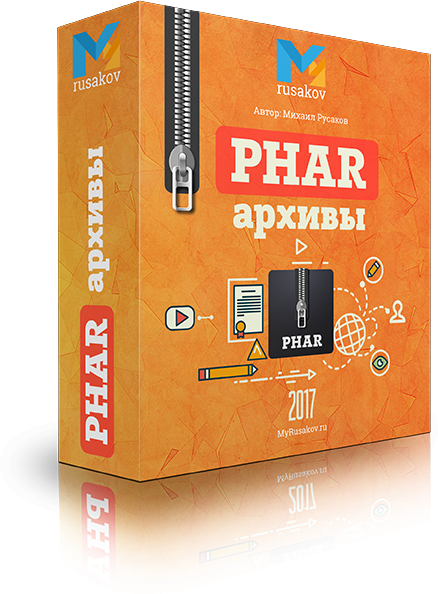 rusakov
PHAR архивы
rusakov
Автор: Михаил Русаков
PHAR
архивы
PHAR
2017
MyRusakov.ru